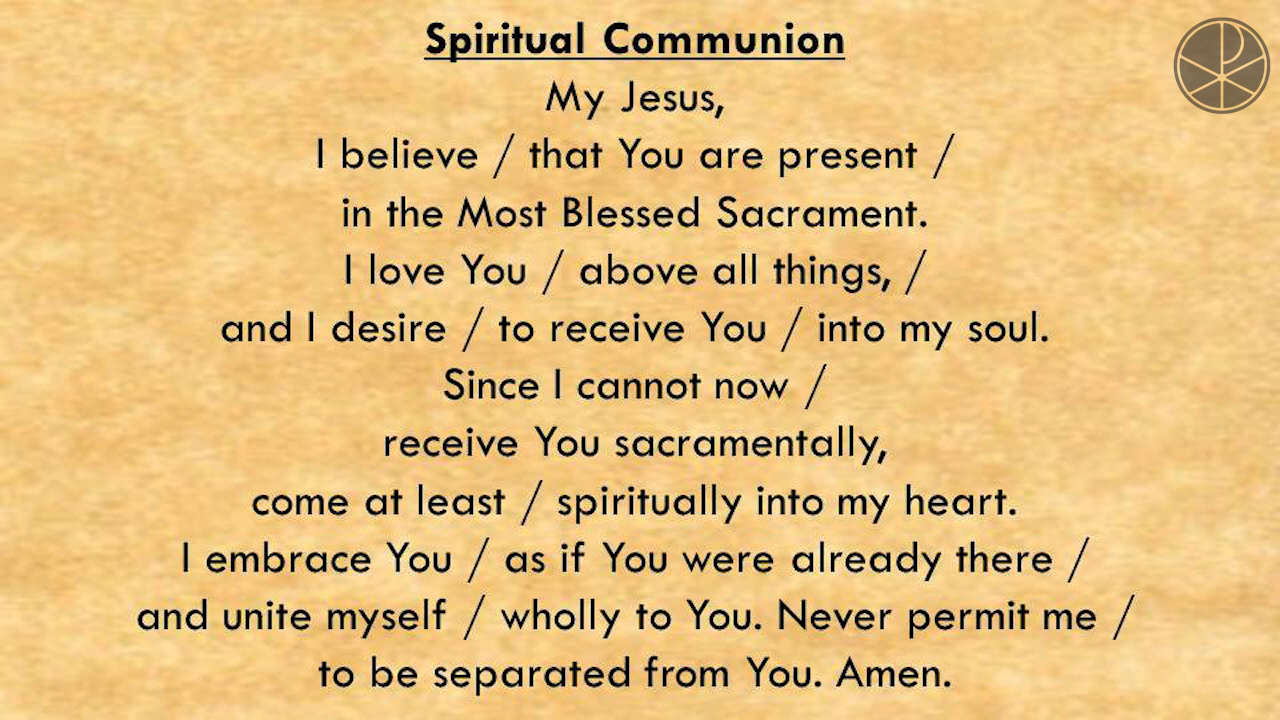 Spiritual Communion
My Jesus,
I believe / that You are present /
in the Most Blessed Sacrament.
I love You / above all things, /
and I desire / to receive You / into my soul.
Since I cannot now /
receive You sacramentally,
come at least / spiritually into my heart.
I embrace You / as if You were already there /
and unite myself / wholly to You. Never permit me /
to be separated from You. Amen.